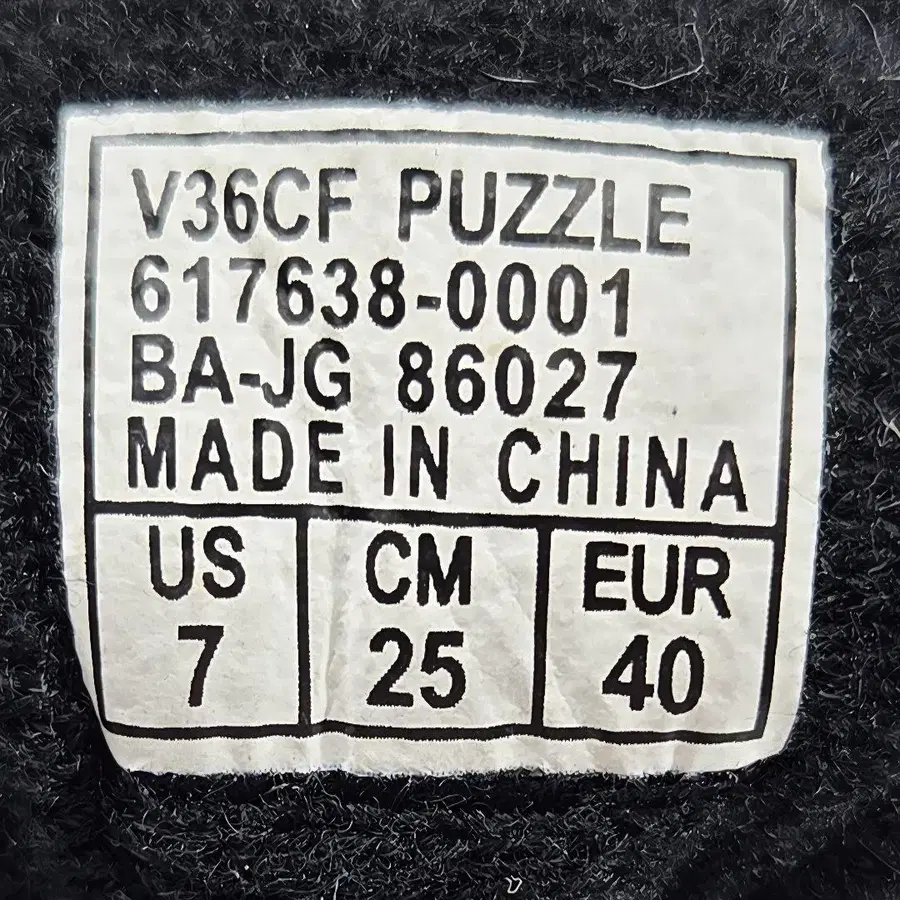 V36CF PUZZLE
617638-0001
BA-JG 86027
MADE IN CHINA
US CM EUR
7 25 40